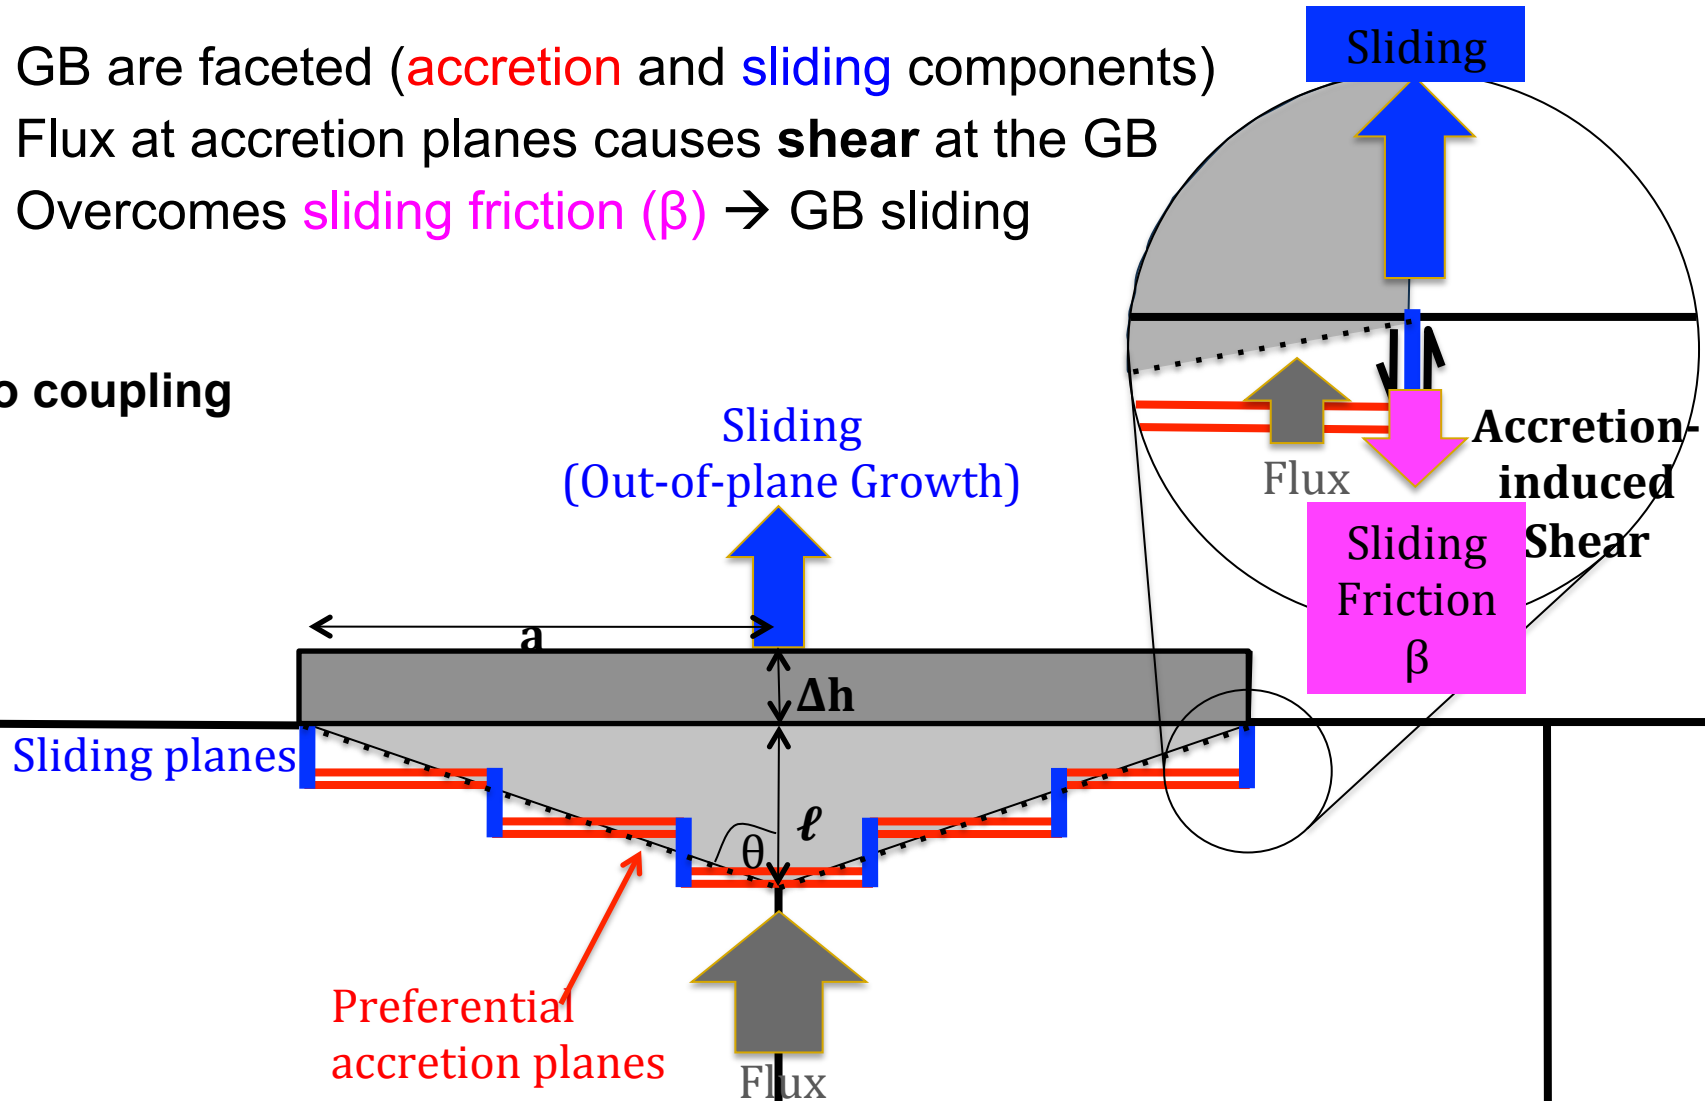 GB are faceted (accretion and sliding components)
Flux at accretion planes causes shear at the GB
Overcomes sliding friction (β) → GB sliding
o coupling
Sliding
Flux
Accretion-
induced
Shear
Sliding
Friction
β
Sliding
(Out-of-plane Growth)
a
Δh
Sliding planes
ℓ
θ
Preferential
accretion planes
Flux